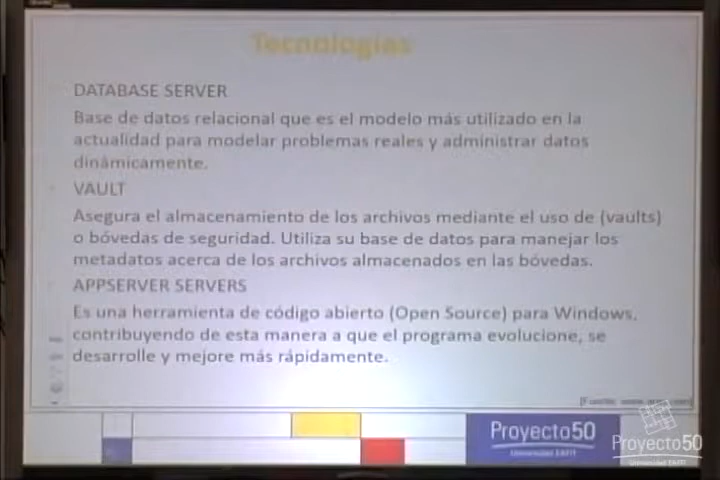 Tecnologías
DATABASE SERVER
Base de datos relacional que es el modelo más utilizado en la
actualidad para modelar problemas reales y administrar datos
dinámicamente.
VAULT
Asegura el almacenamiento de los archivos mediante el uso de (vaults)
o bóvedas de seguridad. Utiliza su base de datos para manejar los
metadatos acerca de los archivos almacenados en las bóvedas.
APPSERVER SERVERS
Es una herramienta de código abierto (Open Source) para Windows,
contribuyendo de esta manera a que el programa evolucione, se
desarrolle y mejore más rápidamente.
Proyecto50
Universidad EAFIT
Proyecto50
Universidad EAFIT